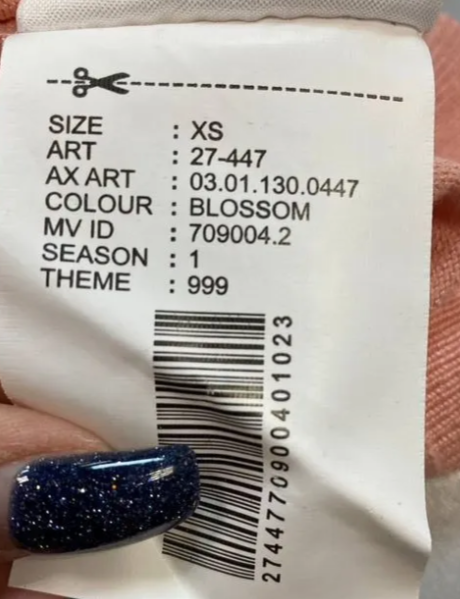 SIZE : XS
ART : 27-447
AX ART : 03.01.130.0447
COLOUR : BLOSSOM
MV ID : 709004.2
SEASON : 1
THEME : 999
2744770900401023